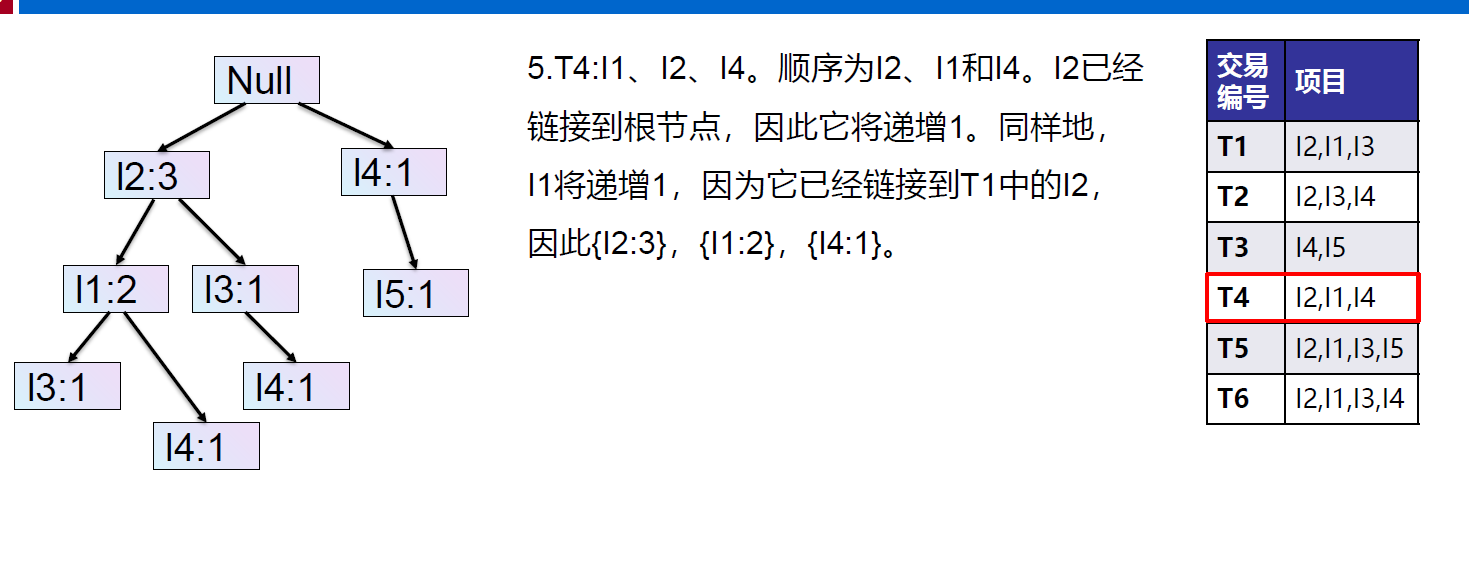 Null
I2:3
I4:1
I1:2
I3:1
I5:1
I3:1
I4:1
I4:1
5.T4:I1、I2、I4。顺序为I2、I1和I4。I2已经
链接到根节点，因此它将递增1。同样地，
I1将递增1，因为它已经链接到T1中的I2，
因此{I2:3}，{I1:2}，{I4:1}。
交易编号 项目
T1 I2,I1,I3
T2 I2,I3,I4
T3 I4,I5
T4 I2,I1,I4
T5 I2,I1,I3,I5
T6 I2,I1,I3,I4